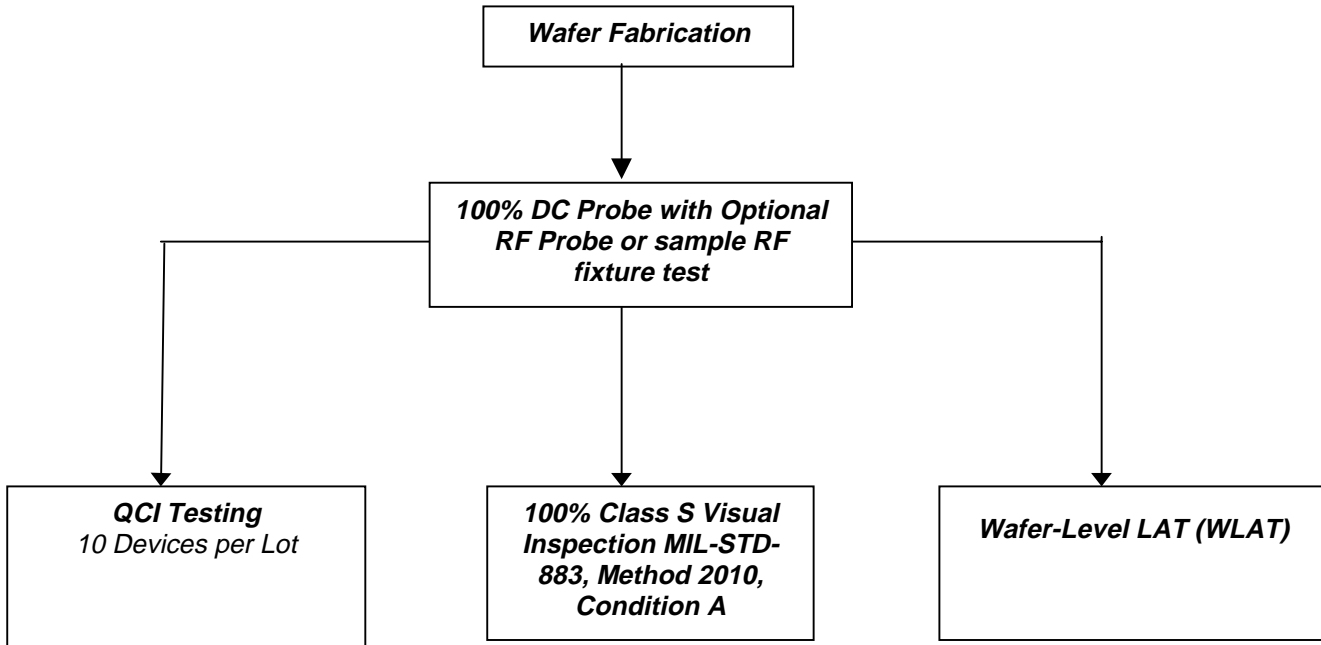 Wafer Fabrication
100% DC Probe with Optional
RF Probe or sample RF
fixture test
QCI Testing
10 Devices per Lot
100% Class S Visual
Inspection MIL-STD-
883, Method 2010,
Condition A
Wafer-Level LAT (WLAT)